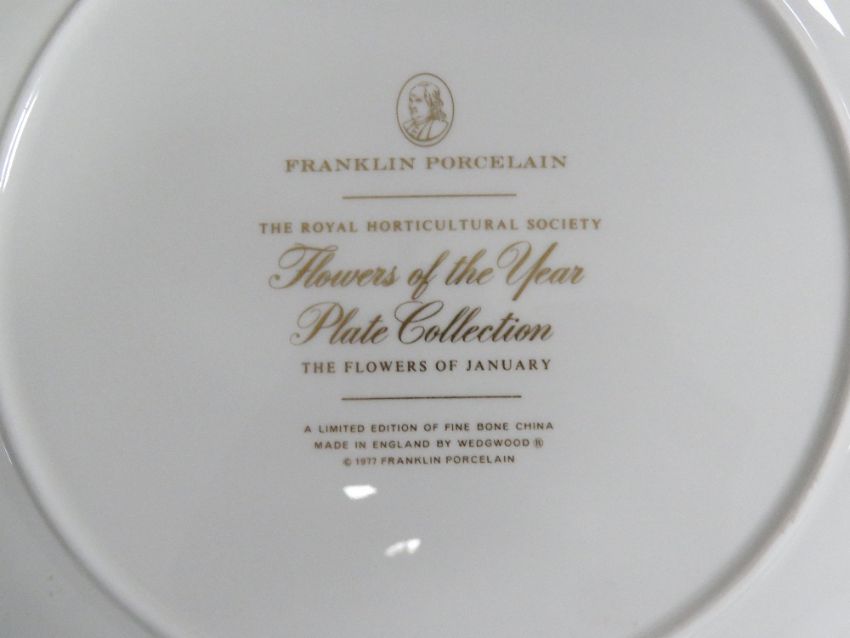 FRANKLIN PORCELAIN
THE ROYAL HORTICULTURAL SOCIETY
Flowers of the Year
Plate Collection
THE FLOWERS OF JANUARY
A LIMITED EDITION OF FINE BONE CHINA
MADE IN ENGLAND BY WEDGWOOD ®
© 1977 FRANKLIN PORCELAIN